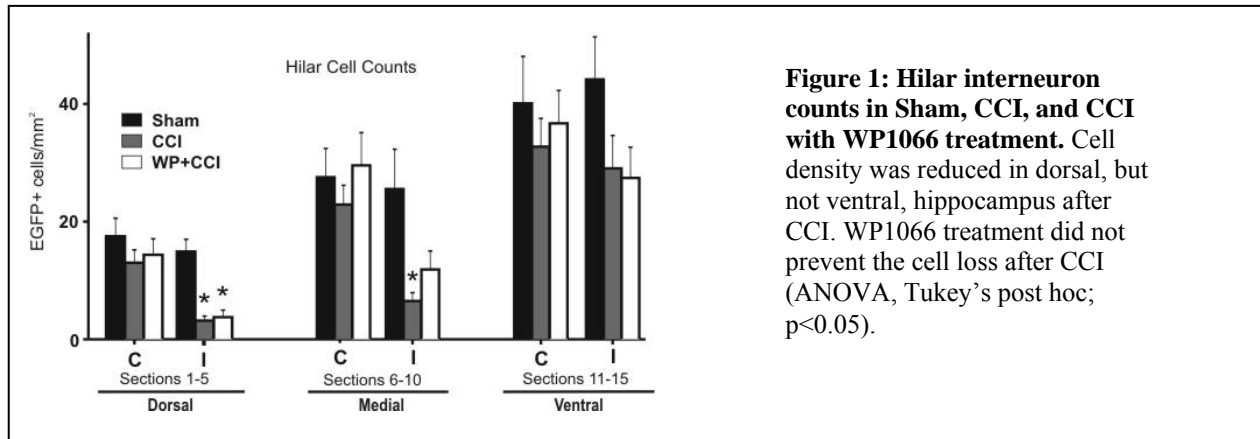 Hilar Cell Counts
EGFP+ cells/mm²
40
20
0
Sham
CCI
WP+CCI
* *
*
C I C I C I
Sections 1-5 Sections 6-10 Sections 11-15
Dorsal Medial Ventral
Figure 1: Hilar interneuron
counts in Sham, CCI, and CCI
with WP1066 treatment. Cell
density was reduced in dorsal, but
not ventral, hippocampus after
CCI. WP1066 treatment did not
prevent the cell loss after CCI
(ANOVA, Tukey’s post hoc;
p<0.05).